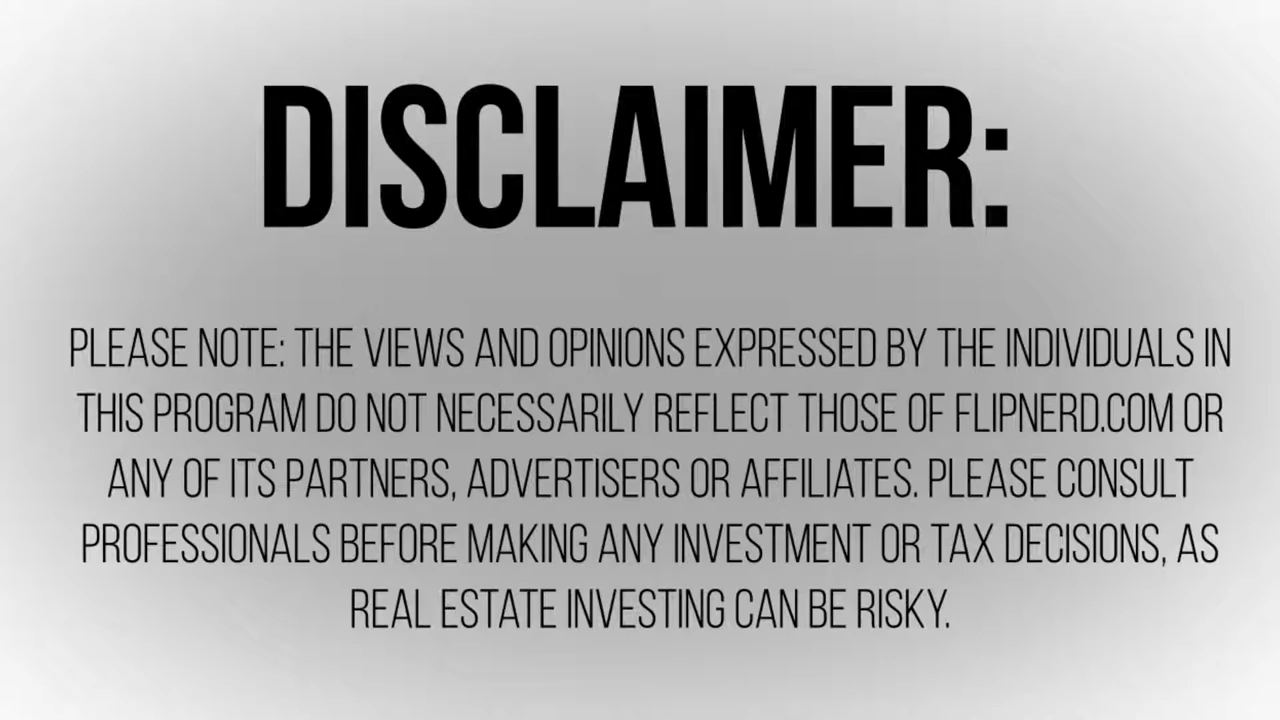 DISCLAIMER:
PLEASE NOTE: THE VIEWS AND OPINIONS EXPRESSED BY THE INDIVIDUALS IN
THIS PROGRAM DO NOT NECESSARILY REFLECT THOSE OF FLIPNERD.COM OR
ANY OF ITS PARTNERS, ADVERTISERS OR AFFILIATES. PLEASE CONSULT
PROFESSIONALS BEFORE MAKING ANY INVESTMENT OR TAX DECISIONS, AS
REAL ESTATE INVESTING CAN BE RISKY.